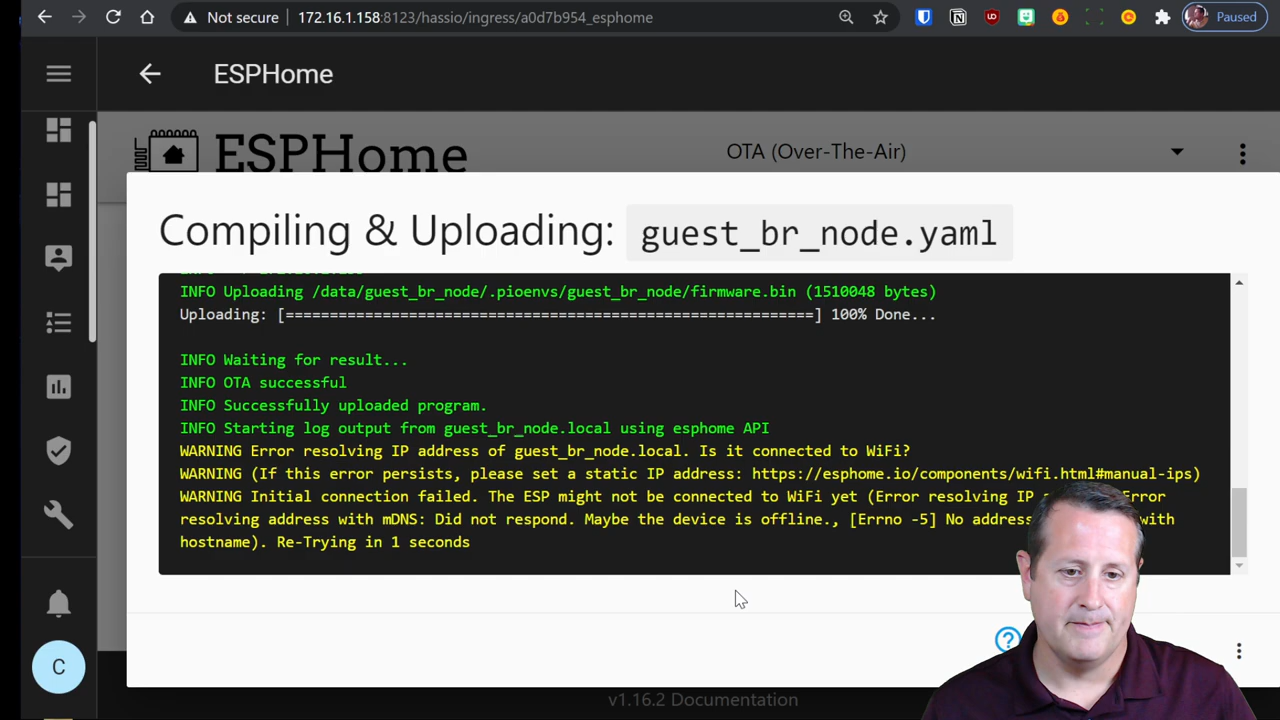 Not secure
172.16.1.158:8123/hassio/ingress/a0d7b954_esphome
Paused
ESPHome
ESPHome
OTA (Over-The-Air)
Compiling & Uploading: guest_br_node.yaml
INFO Uploading /data/guest_br_node/.pioenvs/guest_br_node/firmware.bin (1510048 bytes)
Uploading: [============================================================] 100% Done...
INFO Waiting for result...
INFO OTA successful
INFO Successfully uploaded program.
INFO Starting log output from guest_br_node.local using esphome API
WARNING Error resolving IP address of guest_br_node.local. Is it connected to WiFi?
WARNING (If this error persists, please set a static IP address: https://esphome.io/components/wifi.html#manual-ips)
WARNING Initial connection failed. The ESP might not be connected to WiFi yet (Error resolving IP Error
resolving address with mDNS: Did not respond. Maybe the device is offline., [Errno -5] No with
hostname). Re-Trying in 1 seconds
?
C
v1.16.2 Documentation